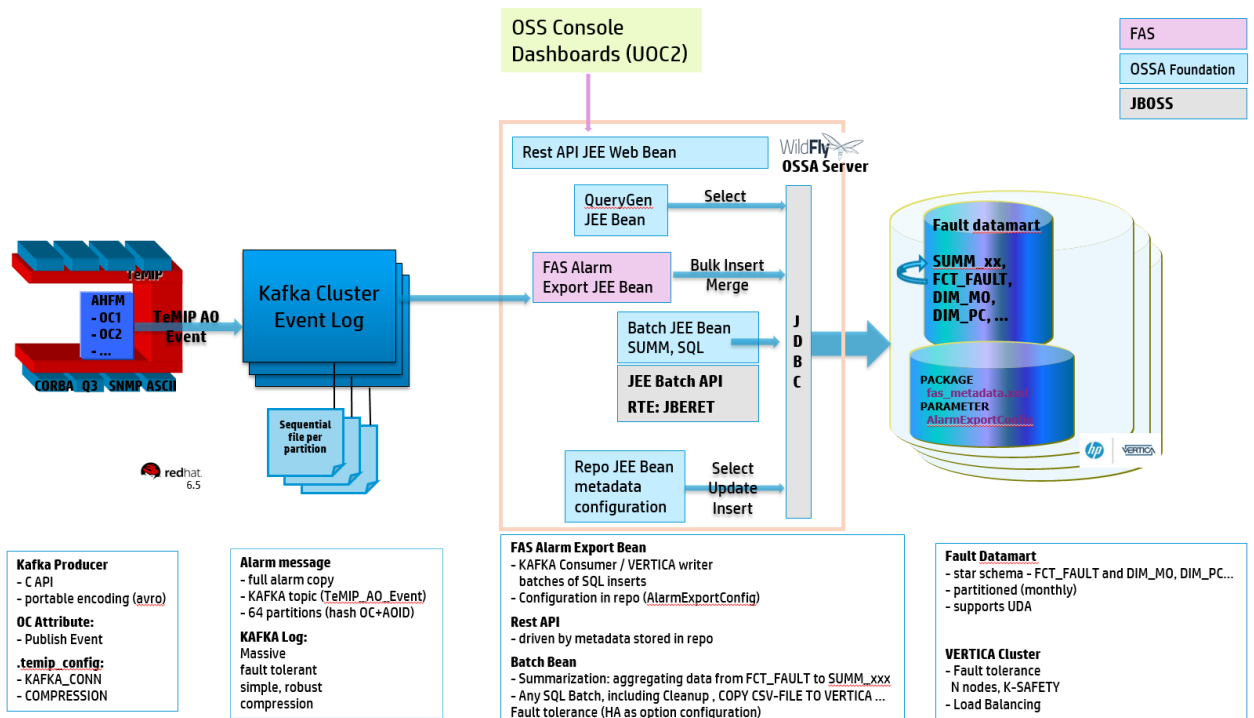 OSS Console
Dashboards (UOC2)
FAS
OSSA Foundation
JBOSS
Rest API JEE Web Bean
WildFly
OSSA Server
QueryGen
JEE Bean
Select
FAS Alarm
Export JEE Bean
Bulk Insert
Merge
Batch JEE Bean
SUMM, SQL
JEE Batch API
RTE: JBERET
Repo JEE Bean
metadata
configuration
Select
Update
Insert
J
D
B
C
TeMIP
AHFM
- OC1
- OC2
- ...
TeMIP AO
Event
CORBA Q3 SNMP ASCII
Kafka Cluster
Event Log
Sequential
file per
partition
redhat.
6.5
Fault datamart
SUMM_xx,
FCT_FAULT,
DIM_MO,
DIM_PC, ...
PACKAGE
PARAMETER
AlarmExportConfig
hp
VERTICA
Kafka Producer
- C API
- portable encoding (avro)
OC Attribute:
- Publish Event
.temip_config:
- KAFKA_CONN
- COMPRESSION
Alarm message
- full alarm copy
- KAFKA topic (TeMIP_AO_Event)
- 64 partitions (hash OC+AOID)
KAFKA Log:
Massive
fault tolerant
simple, robust
compression
FAS Alarm Export Bean
- KAFKA Consumer / VERTICA writer
batches of SQL inserts
- Configuration in repo (AlarmExportConfig)
Rest API
- driven by metadata stored in repo
Batch Bean
- Summarization: aggregating data from FCT_FAULT to SUMM_xxx
- Any SQL Batch, including Cleanup , COPY CSV-FILE TO VERTICA ...
Fault tolerance (HA as option configuration)
Fault Datamart
- star schema - FCT_FAULT and DIM_MO, DIM_PC...
- partitioned (monthly)
- supports UDA
VERTICA Cluster
- Fault tolerance
N nodes, K-SAFETY
- Load Balancing